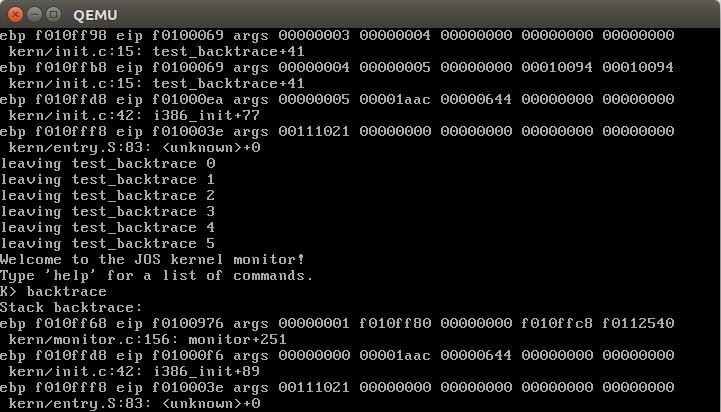 QEMU
ebp f010ff98 eip f0100069 args 00000003 00000004 00000000 00000000 00000000
 kern/init.c:15: test_backtrace+41
ebp f010ffb8 eip f0100069 args 00000004 00000005 00000000 00010094 00010094
 kern/init.c:15: test_backtrace+41
ebp f010ffd8 eip f01000ea args 00000005 00001aac 00000644 00000000 00000000
 kern/init.c:42: i386_init+77
ebp f010fff8 eip f010003e args 00111021 00000000 00000000 00000000 00000000
 kern/entry.S:83: <unknown>+0
leaving test_backtrace 0
leaving test_backtrace 1
leaving test_backtrace 2
leaving test_backtrace 3
leaving test_backtrace 4
leaving test_backtrace 5
Welcome to the JOS kernel monitor!
Type 'help' for a list of commands.
K> backtrace
Stack backtrace:
ebp f010ff68 eip f0100976 args 00000001 f010ff80 00000000 f010ffc8 f0112540
 kern/monitor.c:156: monitor+251
ebp f010ffd8 eip f01000f6 args 00000000 00001aac 00000644 00000000 00000000
 kern/init.c:42: i386_init+89
ebp f010fff8 eip f010003e args 00111021 00000000 00000000 00000000 00000000
 kern/entry.S:83: <unknown>+0